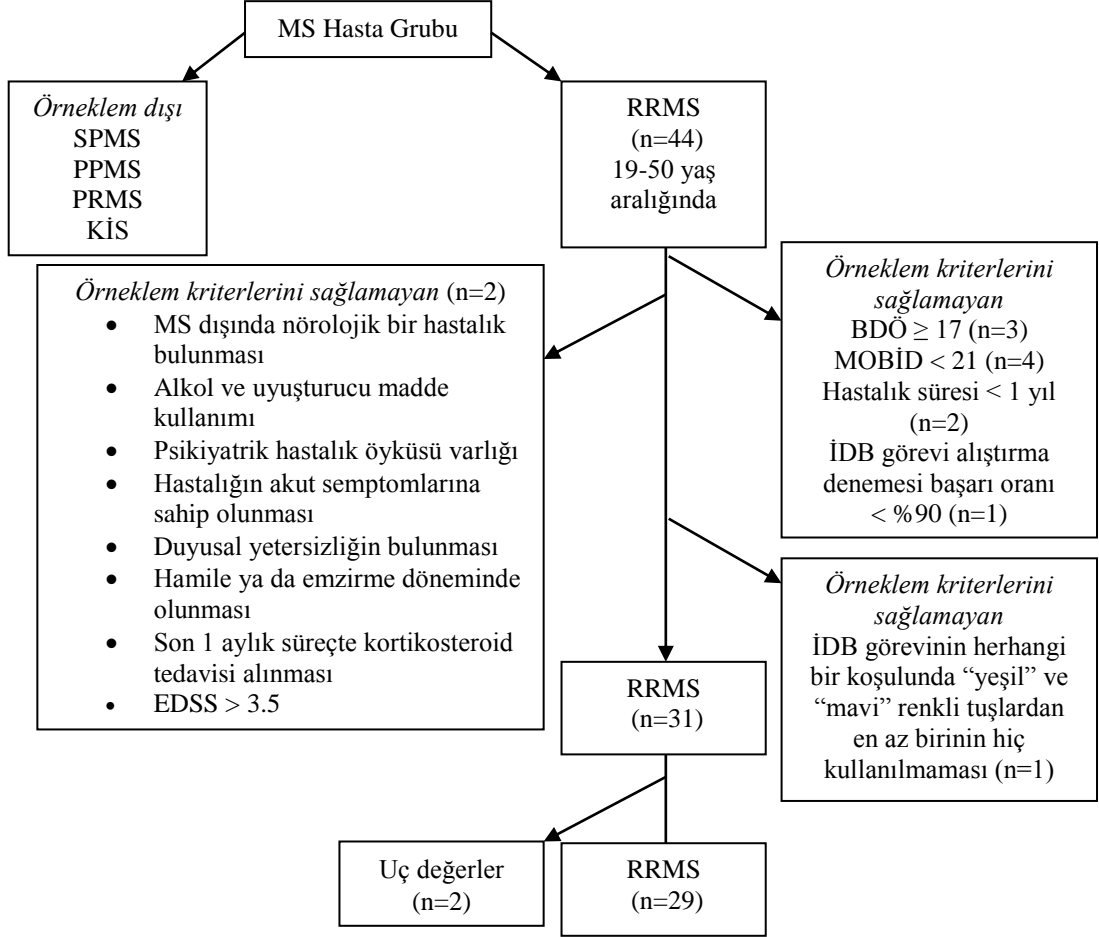 MS Hasta Grubu
Örneklem dışı
SPMS
PPMS
PRMS
KİS
RRMS
(n=44)
19-50 yaş
aralığında
Örneklem kriterlerini sağlamayan (n=2)
• MS dışında nörolojik bir hastalık
bulunması
• Alkol ve uyuşturucu madde
kullanımı
• Psikiyatrik hastalık öyküsü varlığı
• Hastalığın akut semptomlarına
sahip olunması
• Duyusal yetersizliğin bulunması
• Hamile ya da emzirme döneminde
olunması
• Son 1 aylık süreçte kortikosteroid
tedavisi alınması
• EDSS > 3.5
Örneklem kriterlerini
sağlamayan
BDÖ ≥ 17 (n=3)
MOBİD < 21 (n=4)
Hastalık süresi < 1 yıl
(n=2)
İDB görevi alıştırma
denemesi başarı oranı
< %90 (n=1)
Örneklem kriterlerini
sağlamayan
İDB görevinin herhangi
bir koşulunda “yeşil” ve
“mavi” renkli tuşlardan
en az birinin hiç
kullanılmaması (n=1)
RRMS
(n=31)
Uç değerler
(n=2)
RRMS
(n=29)